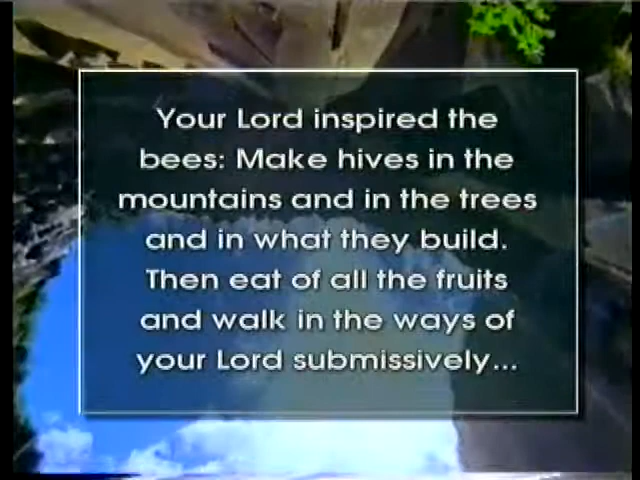 Your Lord inspired the
bees: Make hives in the
mountains and in the trees
and in what they build.
Then eat of all the fruits
and walk in the ways of
your Lord submissively...